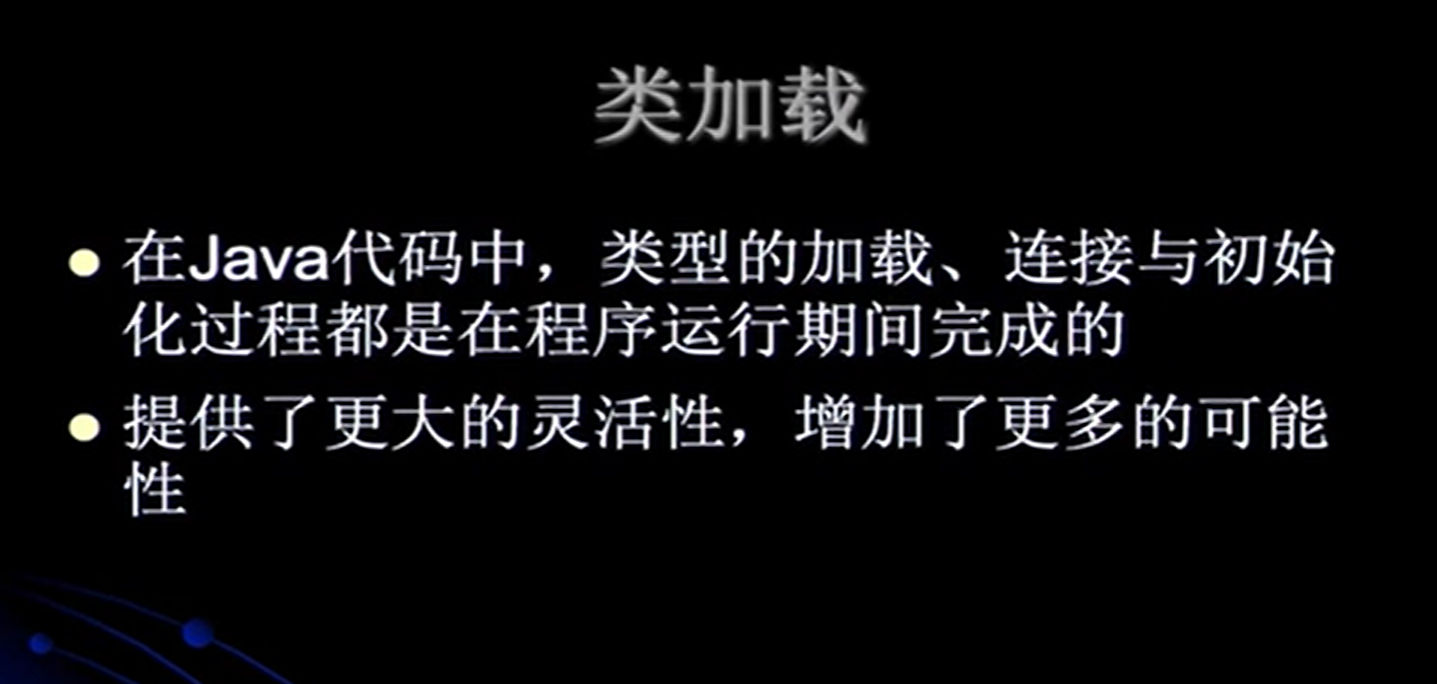 类加载
在Java代码中，类型的加载、连接与初始
化过程都是在程序运行期间完成的
提供了更大的灵活性，增加了更多的可能
性